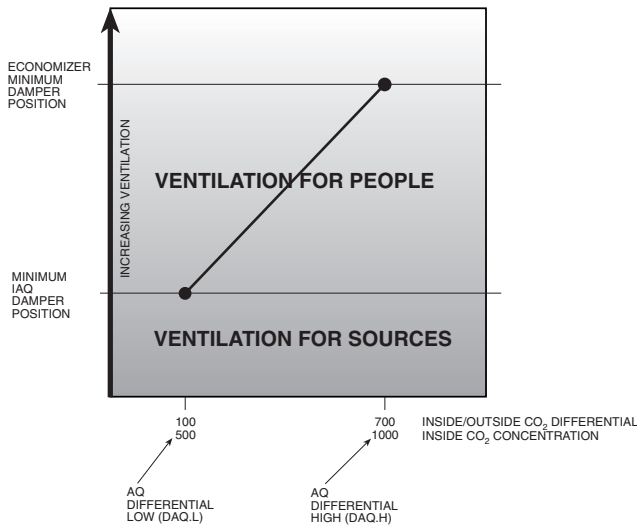 ECONOMIZER
MINIMUM
DAMPER
POSITION
INCREASING VENTILATION
VENTILATION FOR PEOPLE
MINIMUM
IAQ
DAMPER
POSITION
VENTILATION FOR SOURCES
100 700 INSIDE/OUTSIDE CO₂ DIFFERENTIAL
500 1000 INSIDE CO₂ CONCENTRATION
AQ
DIFFERENTIAL
LOW (DAQ.L)
AQ
DIFFERENTIAL
HIGH (DAQ.H)